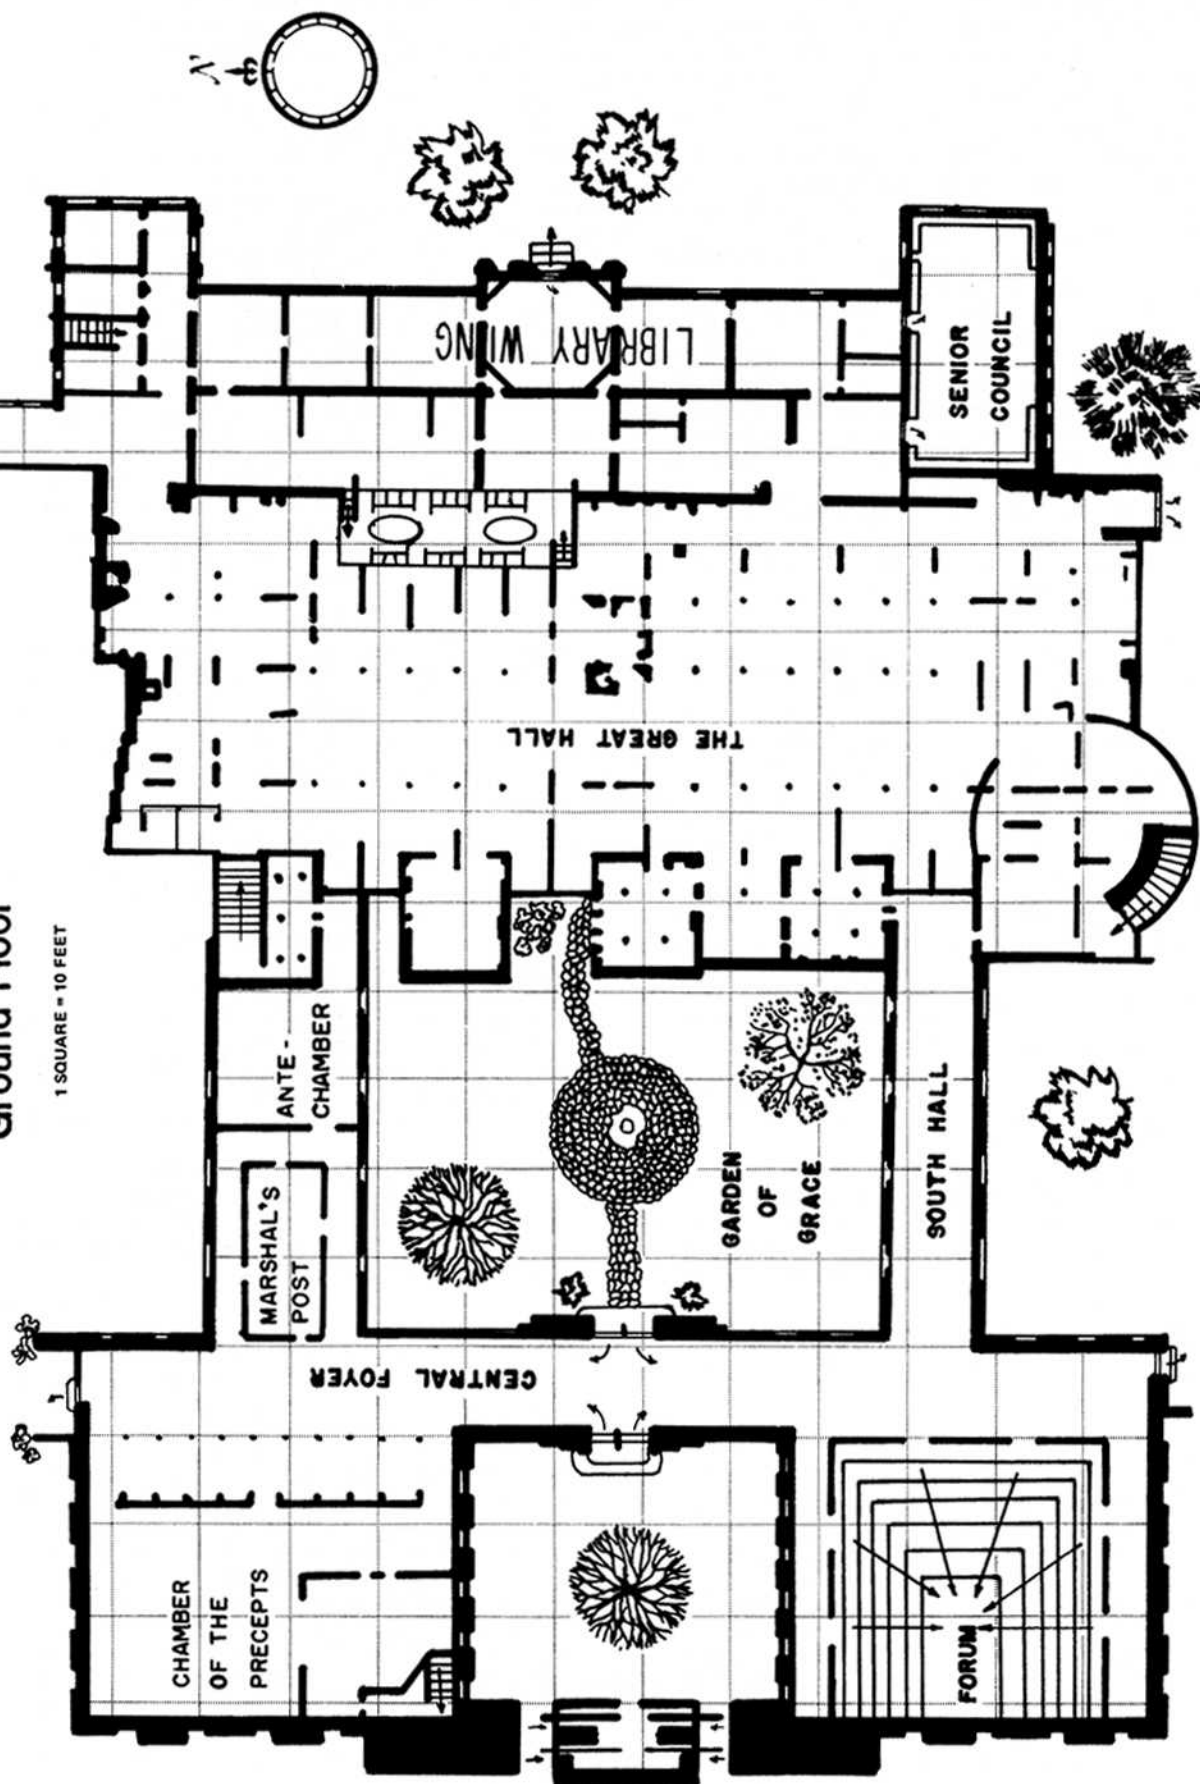 Ground Floor
1 SQUARE = 10 FEET
N
LIBRARY WING
SENIOR
COUNCIL
THE GREAT HALL
ANTE-
CHAMBER
MARSHAL'S
POST
GARDEN
OF
GRACE
SOUTH HALL
CENTRAL FOYER
CHAMBER
OF THE
PRECEPTS
FORUM